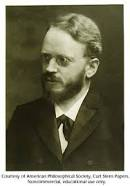 Courtesy of American Philosophical Society, Curt Stern Papers.
Noncommercial, educational use only.